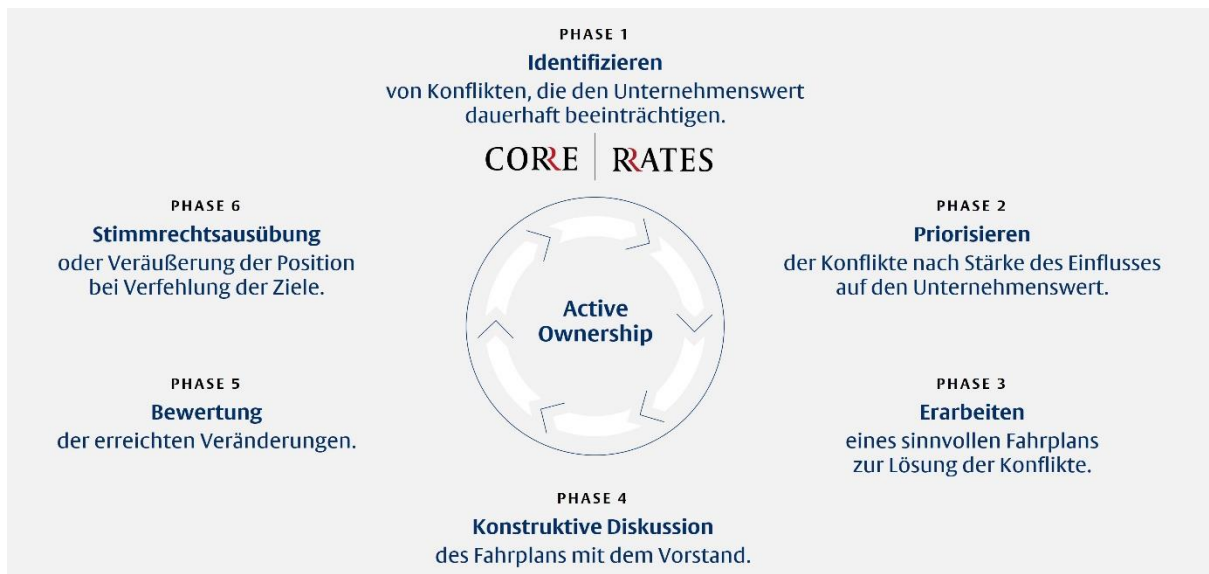 PHASE 1
Identifizieren
von Konflikten, die den Unternehmenswert
dauerhaft beeinträchtigen.
CORRE | RRATES
PHASE 2
Priorisieren
der Konflikte nach Stärke des Einflusses
auf den Unternehmenswert.
PHASE 3
Erarbeiten
eines sinnvollen Fahrplans
zur Lösung der Konflikte.
PHASE 4
Konstruktive Diskussion
des Fahrplans mit dem Vorstand.
PHASE 5
Bewertung
der erreichten Veränderungen.
PHASE 6
Stimmrechtsausübung
oder Veräußerung der Position
bei Verfehlung der Ziele.
Active
Ownership